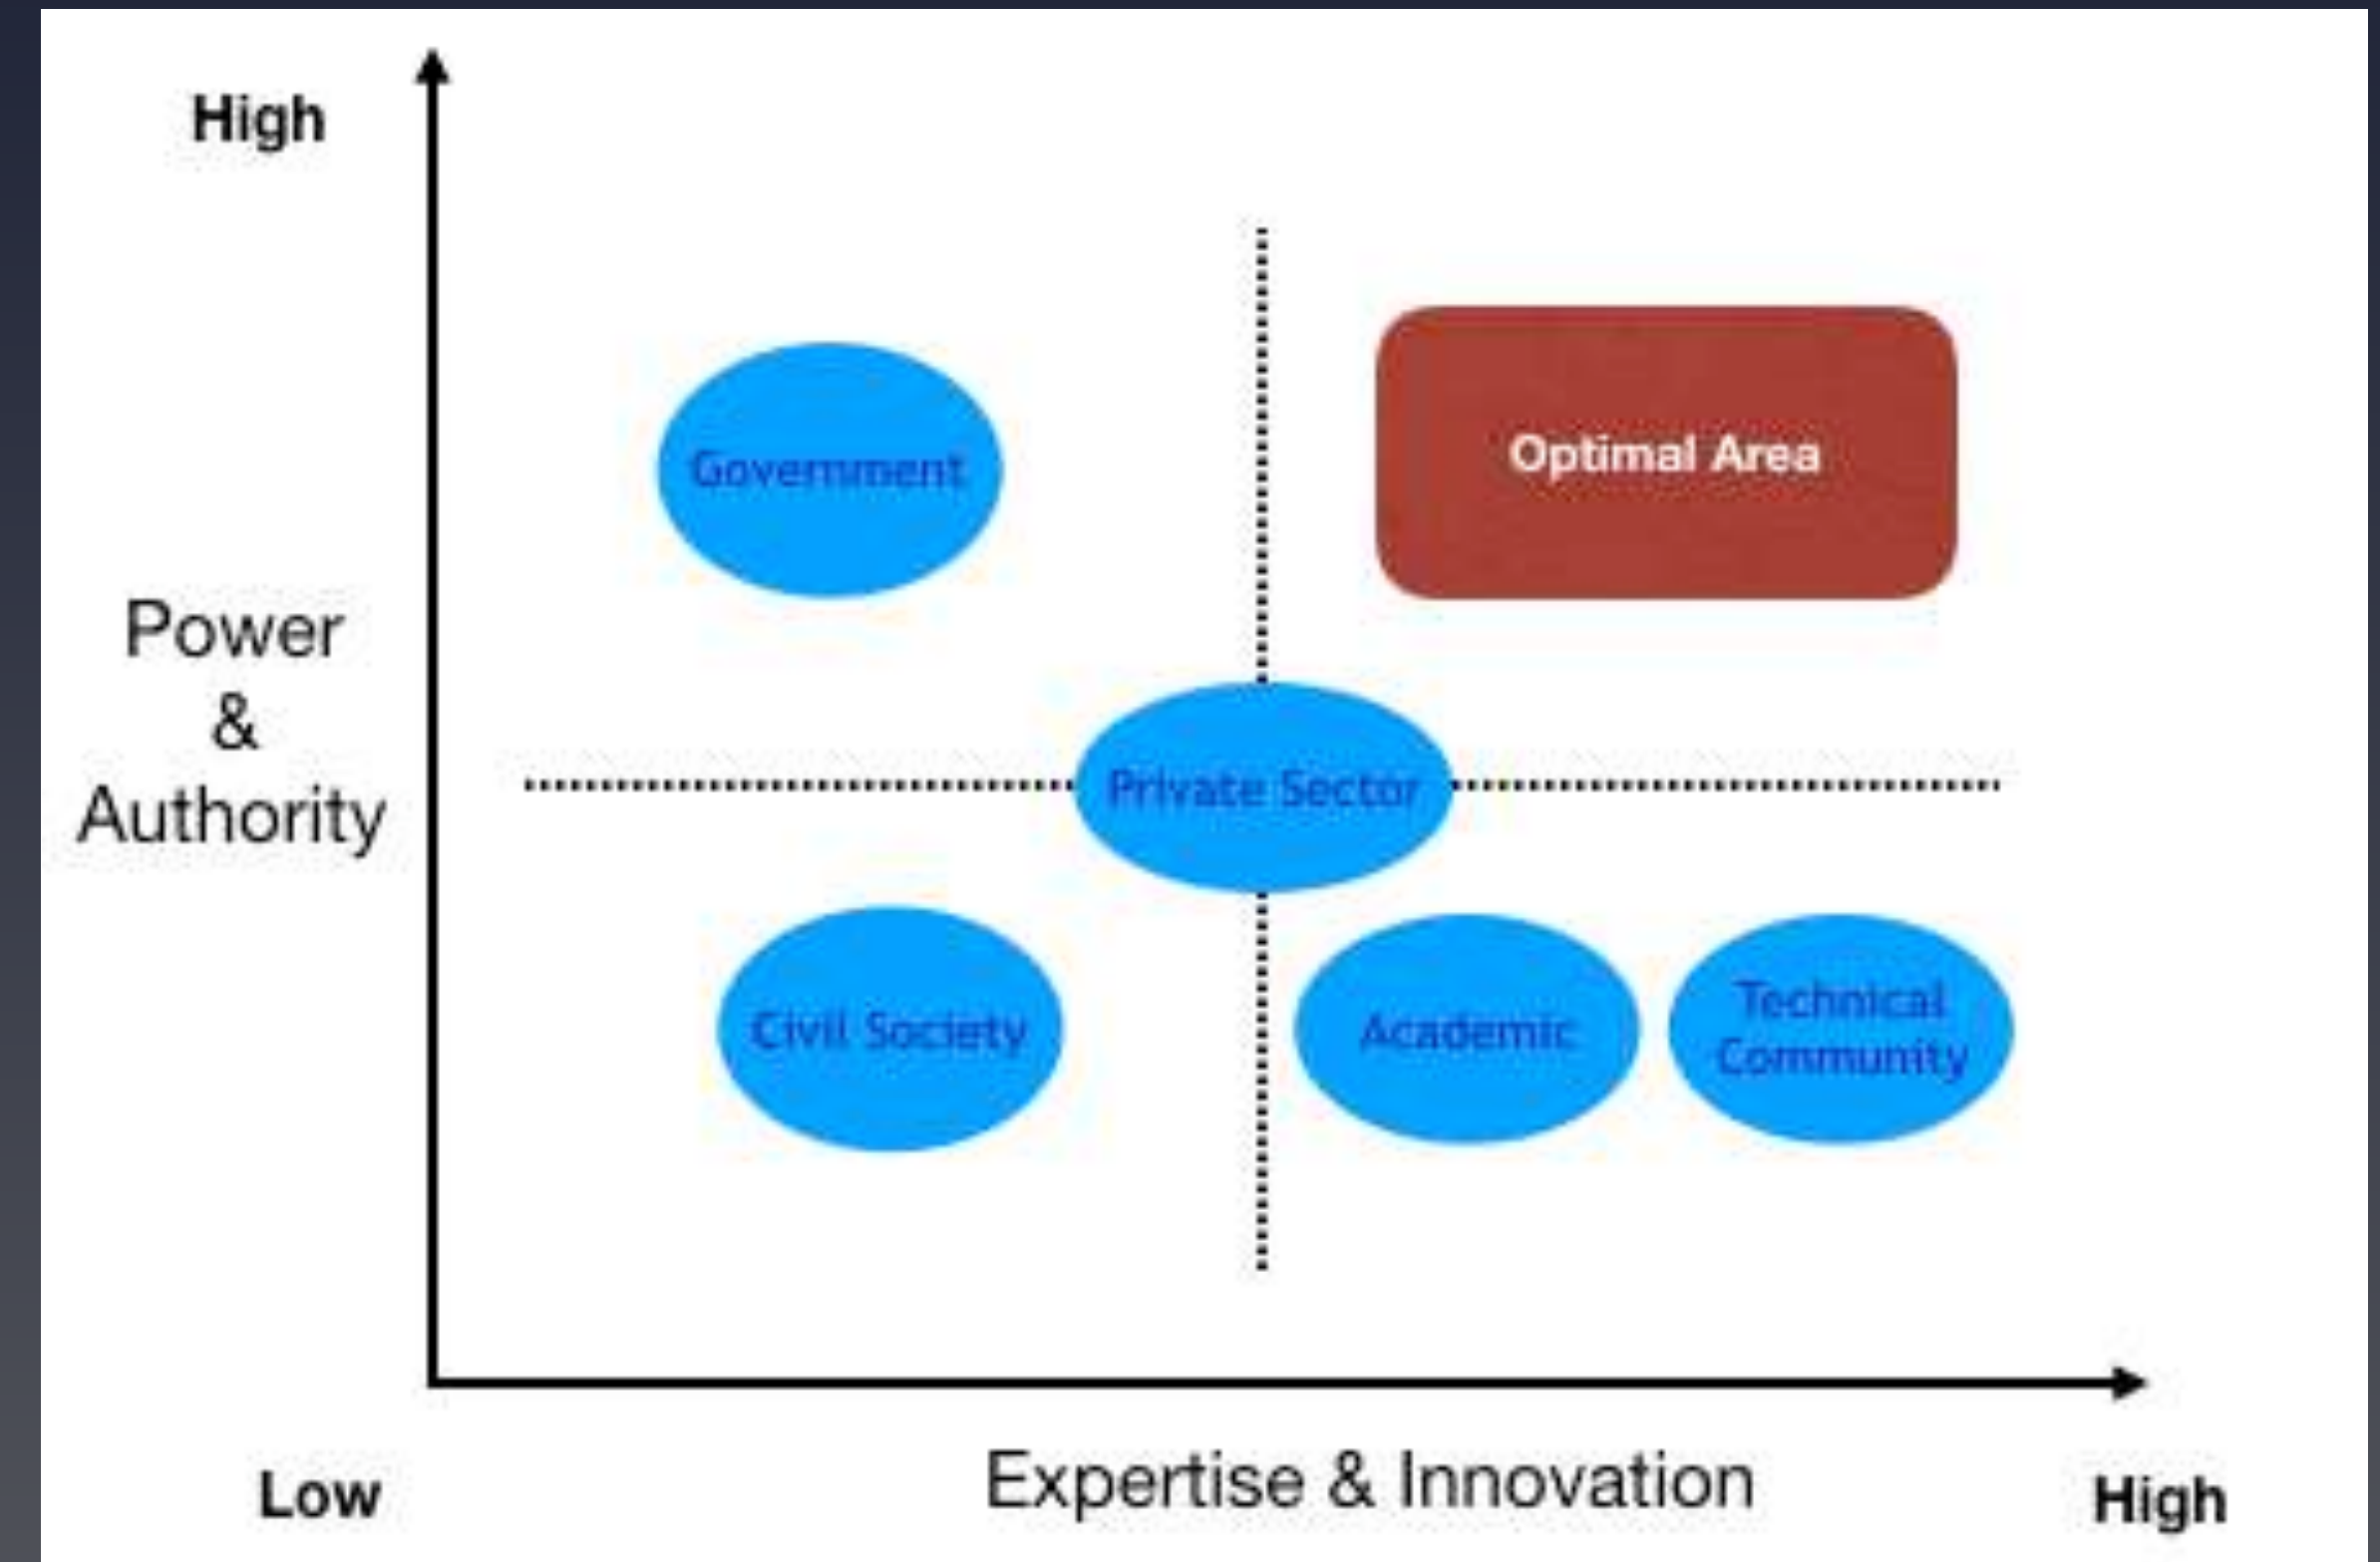 High
Government
Optimal Area
Power
&
Authority
Private Sector
Civil Society
Academic
Technical
Community
Low
Expertise & Innovation
High